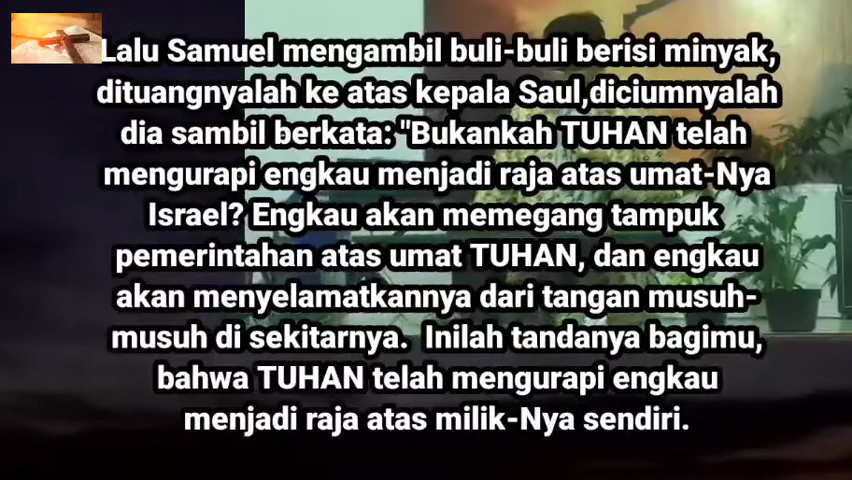 Lalu Samuel mengambil buli-buli berisi minyak,
dituangnyalah ke atas kepala Saul,diciumnyalah
dia sambil berkata: "Bukankah TUHAN telah
mengurapi engkau menjadi raja atas umat-Nya
Israel? Engkau akan memegang tampuk
pemerintahan atas umat TUHAN, dan engkau
akan menyelamatkannya dari tangan musuh-
musuh di sekitarnya.  Inilah tandanya bagimu,
bahwa TUHAN telah mengurapi engkau
menjadi raja atas milik-Nya sendiri.